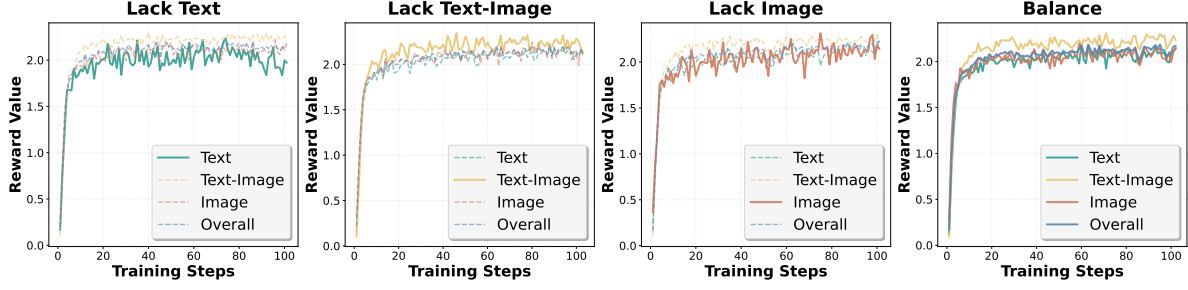 Lack Text
Reward Value
2.0
1.5
1.0
0.5
0.0
0 20 40 60 80 100
Training Steps
Text
Text-Image
Image
Overall
Lack Text-Image
Reward Value
2.0
1.5
1.0
0.5
0.0
0 20 40 60 80 100
Training Steps
Text
Text-Image
Image
Overall
Lack Image
Reward Value
2.0
1.5
1.0
0.5
0.0
0 20 40 60 80 100
Training Steps
Text
Text-Image
Image
Overall
Balance
Reward Value
2.0
1.5
1.0
0.5
0.0
0 20 40 60 80 100
Training Steps
Text
Text-Image
Image
Overall